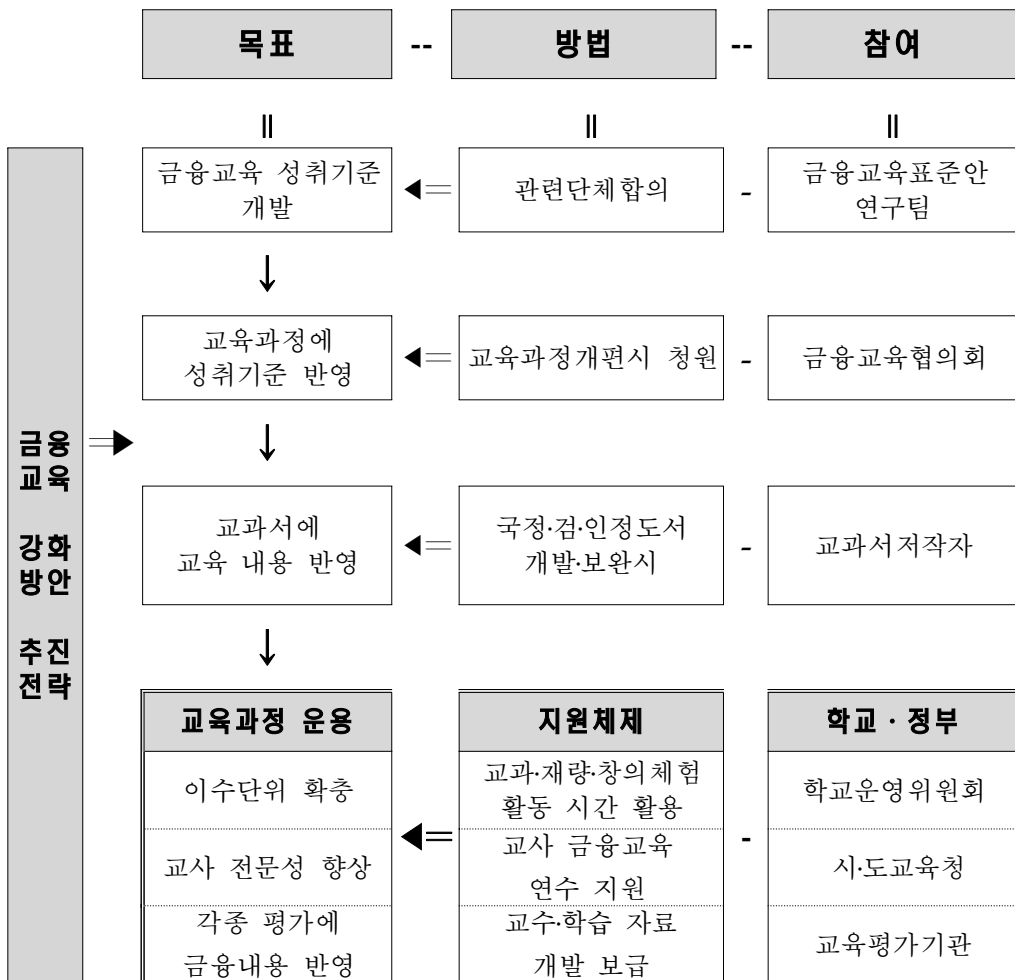 목표 -- 방법 -- 참여
॥ ॥ ॥
금융교육 성취기준
개발
관련단체합의
-
금융교육표준안
연구팀
교육과정에
성취기준 반영
교육과정개편시 청원
-
금융교육협의회
금융
교육
강화
방안
추진
전략
교과서에
교육 내용 반영
국정·검·인정도서
개발·보완시
-
교과서저작자
교육과정 운용
지원체제
학교·정부
이수단위 확충
교과·재량·창의체험
활동 시간 활용
학교운영위원회
교사 전문성 향상
교사 금융교육
연수 지원
-
시·도교육청
각종 평가에
금융내용 반영
교수·학습 자료
개발 보급
교육평가기관